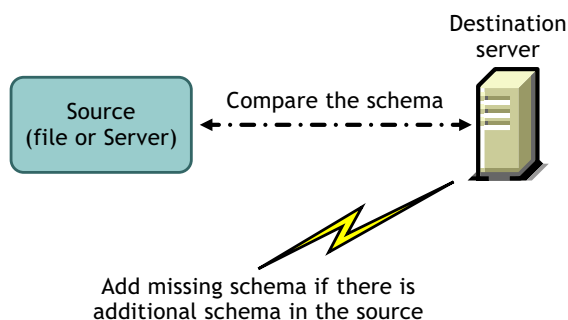 Destination
server
Source
(file or Server)
Compare the schema
Add missing schema if there is
additional schema in the source